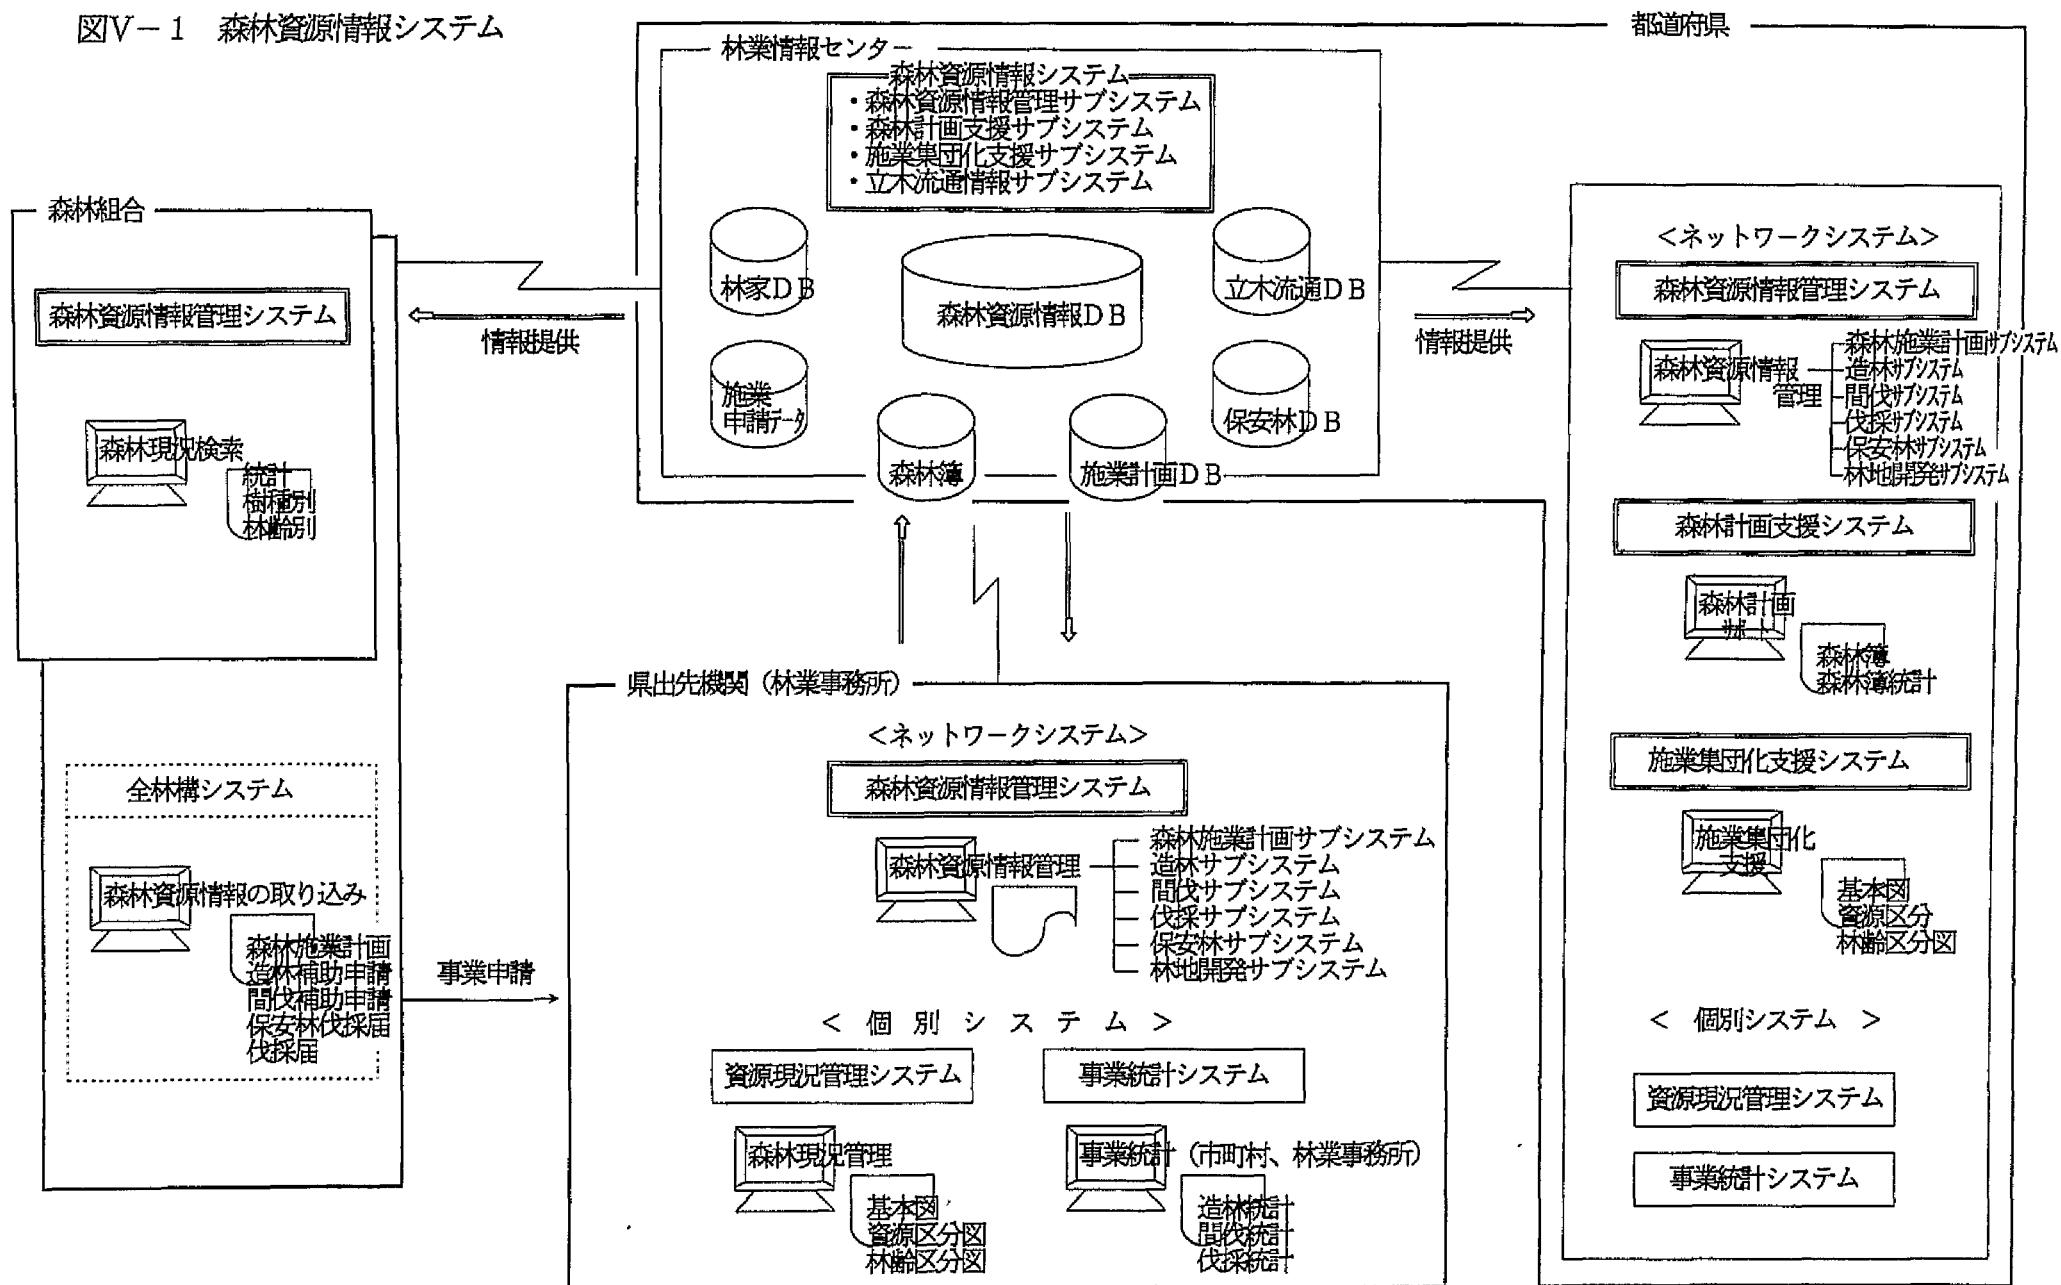 図Ⅴ－１　森林資源情報システム
都道府県
林業情報センター
森林資源情報システム
・森林資源情報管理サブシステム
・森林計画支援サブシステム
・施業集団化支援サブシステム
・立木流通情報サブシステム
林家ＤＢ
森林資源情報ＤＢ
立木流通ＤＢ
施業
申請データ
森林簿
施業計画ＤＢ
保安林ＤＢ
情報提供
情報提供
森林組合
森林資源情報管理システム
森林現況検索
統計
樹種別
林齢別
全林構システム
森林資源情報の取り込み
森林施業計画
造林補助申請
間伐補助申請
保安林伐採届
伐採届
事業申請
県出先機関（林業事務所）
＜ネットワークシステム＞
森林資源情報管理システム
森林資源情報管理
森林施業計画サブシステム
造林サブシステム
間伐サブシステム
伐採サブシステム
保安林サブシステム
林地開発サブシステム
＜個別システム＞
資源現況管理システム
事業統計システム
森林現況管理
基本図
資源区分図
林齢区分図
事業統計（市町村、林業事務所）
造林統計
間伐統計
伐採統計
＜ネットワークシステム＞
森林資源情報管理システム
森林資源情報
管理
森林施業計画サブシステム
造林サブシステム
間伐サブシステム
伐採サブシステム
保安林サブシステム
林地開発サブシステム
森林計画支援システム
森林計画
サポート
森林簿
森林簿統計
施業集団化支援システム
施業集団化
支援
基本図
資源区分
林齢区分図
＜　個別システム　＞
資源現況管理システム
事業統計システム